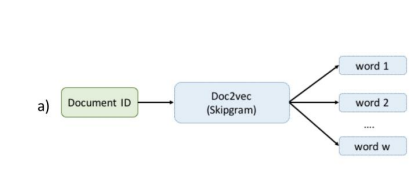 word 1
a)
Document ID
Doc2vec
(Skipgram)
word 2
....
word w